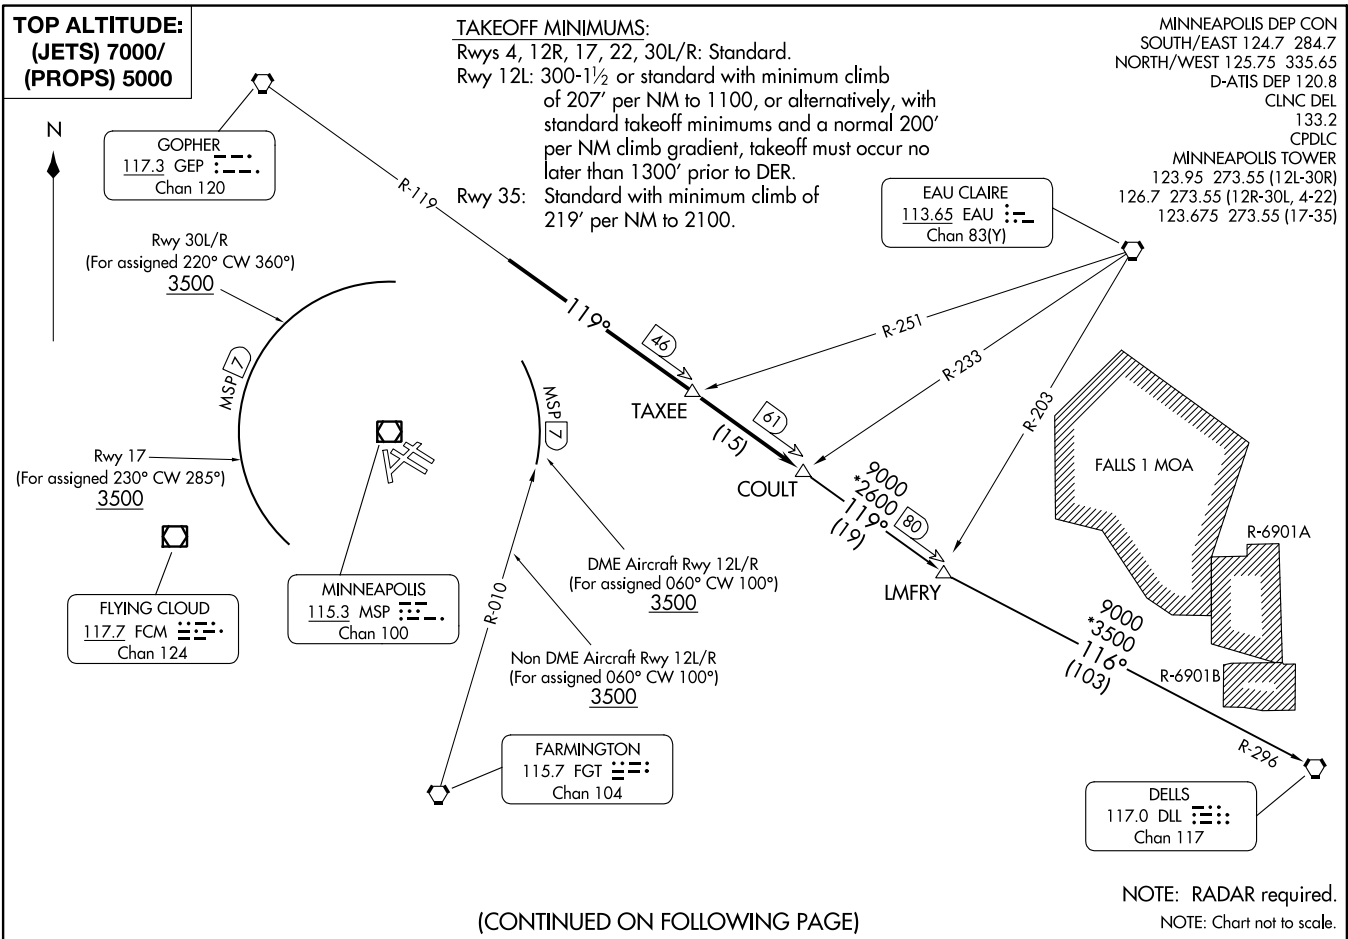 TOP ALTITUDE:
(JETS) 7000/
(PROPS) 5000
TAKEOFF MINIMUMS:
Rwys 4, 12R, 17, 22, 30L/R: Standard.
Rwy 12L: 300-1½ or standard with minimum climb
of 207' per NM to 1100, or alternatively, with
standard takeoff minimums and a normal 200'
per NM climb gradient, takeoff must occur no
later than 1300' prior to DER.
Rwy 35: Standard with minimum climb of
219' per NM to 2100.
MINNEAPOLIS DEP CON
SOUTH/EAST 124.7 284.7
NORTH/WEST 125.75 335.65
D-ATIS DEP 120.8
CLNC DEL
133.2
CPDLC
MINNEAPOLIS TOWER
123.95 273.55 (12L-30R)
126.7 273.55 (12R-30L, 4-22)
123.675 273.55 (17-35)
N
GOPHER
117.3 GEP
Chan 120
R-119
EAU CLAIRE
113.65 EAU
Chan 83(Y)
Rwy 30L/R
(For assigned 220° CW 360°)
3500
119°
46
R-251
R-233
R-203
MSP 7
MSP 7
TAXEE
(15)
61
COULT
9000
*2600
119°
(19)
80
LMFRY
FALLS 1 MOA
R-6901A
R-6901B
Rwy 17
(For assigned 230° CW 285°)
3500
FLYING CLOUD
117.7 FCM
Chan 124
MINNEAPOLIS
115.3 MSP
Chan 100
R-010
DME Aircraft Rwy 12L/R
(For assigned 060° CW 100°)
3500
Non DME Aircraft Rwy 12L/R
(For assigned 060° CW 100°)
3500
9000
*3500
116°
(103)
R-296
FARMINGTON
115.7 FGT
Chan 104
DELLS
117.0 DLL
Chan 117
NOTE: RADAR required.
NOTE: Chart not to scale.
(CONTINUED ON FOLLOWING PAGE)